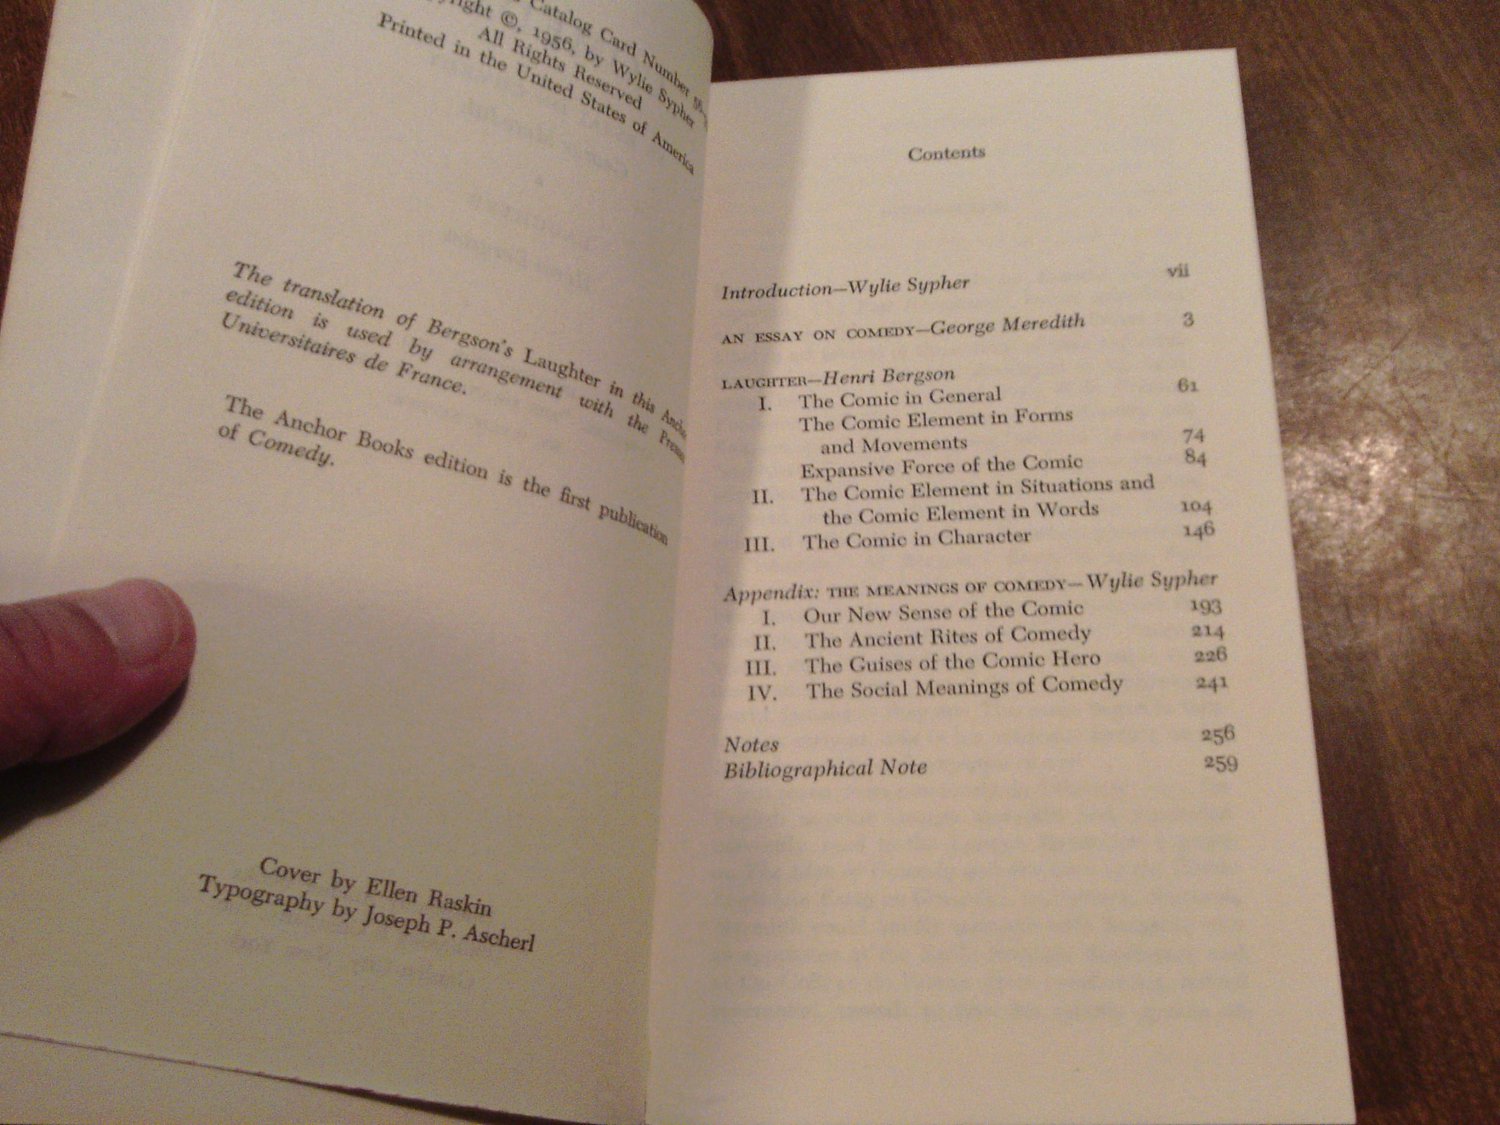 Catalog Card Number
©, 1956, by Wylie Sypher
All Rights Reserved
Printed in the United States of America
The translation of Bergson's Laughter in this
edition is used by arrangement with the
Universitaires de France.
The Anchor Books edition is the first publication
of Comedy.
Cover by Ellen Raskin
Typography by Joseph P. Ascherl
Contents
Introduction—Wylie Sypher vii
AN ESSAY ON COMEDY—George Meredith 3
LAUGHTER—Henri Bergson
I. The Comic in General 61
The Comic Element in Forms
and Movements 74
Expansive Force of the Comic 84
II. The Comic Element in Situations and
the Comic Element in Words 104
III. The Comic in Character 146
Appendix: THE MEANINGS OF COMEDY—Wylie Sypher
I. Our New Sense of the Comic 193
II. The Ancient Rites of Comedy 214
III. The Guises of the Comic Hero 226
IV. The Social Meanings of Comedy 241
Notes 256
Bibliographical Note 259